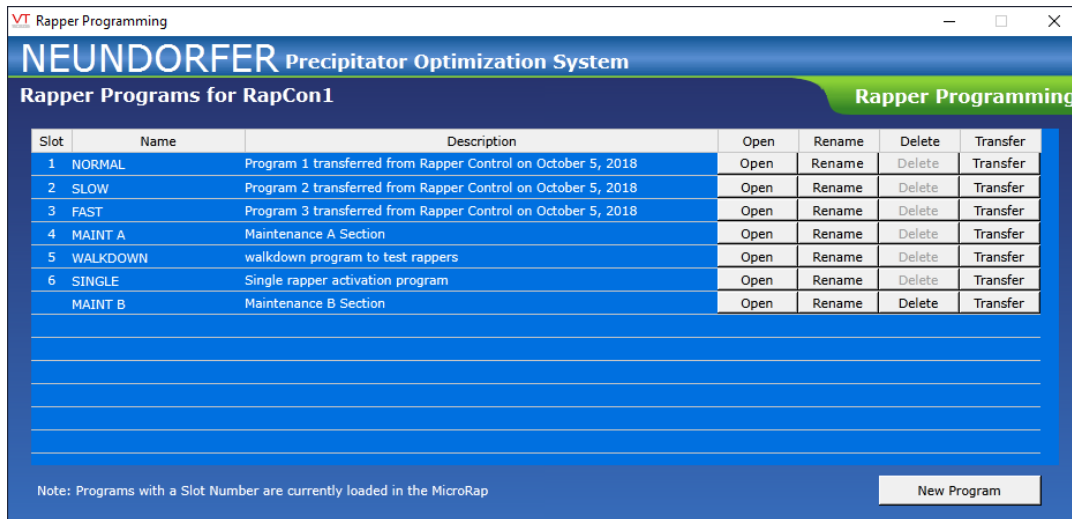 VT Rapper Programming
NEUNDORFER Precipitator Optimization System
Rapper Programs for RapCon1 Rapper Programming
Slot Name Description Open Rename Delete Transfer
1 NORMAL Program 1 transferred from Rapper Control on October 5, 2018 Open Rename Delete Transfer
2 SLOW Program 2 transferred from Rapper Control on October 5, 2018 Open Rename Delete Transfer
3 FAST Program 3 transferred from Rapper Control on October 5, 2018 Open Rename Delete Transfer
4 MAINT A Maintenance A Section Open Rename Delete Transfer
5 WALKDOWN walkdown program to test rappers Open Rename Delete Transfer
6 SINGLE Single rapper activation program Open Rename Delete Transfer
MAINT B Maintenance B Section Open Rename Delete Transfer
Note: Programs with a Slot Number are currently loaded in the MicroRap New Program